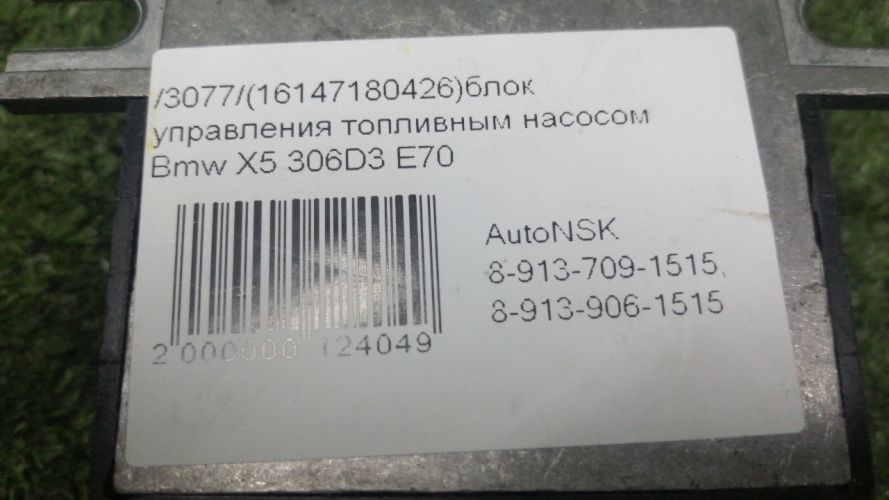 /3077/(16147180426)блок
управления топливным насосом
Bmw X5 306D3 E70
AutoNSK
8-913-709-1515,
8-913-906-1515
2 000000 124049